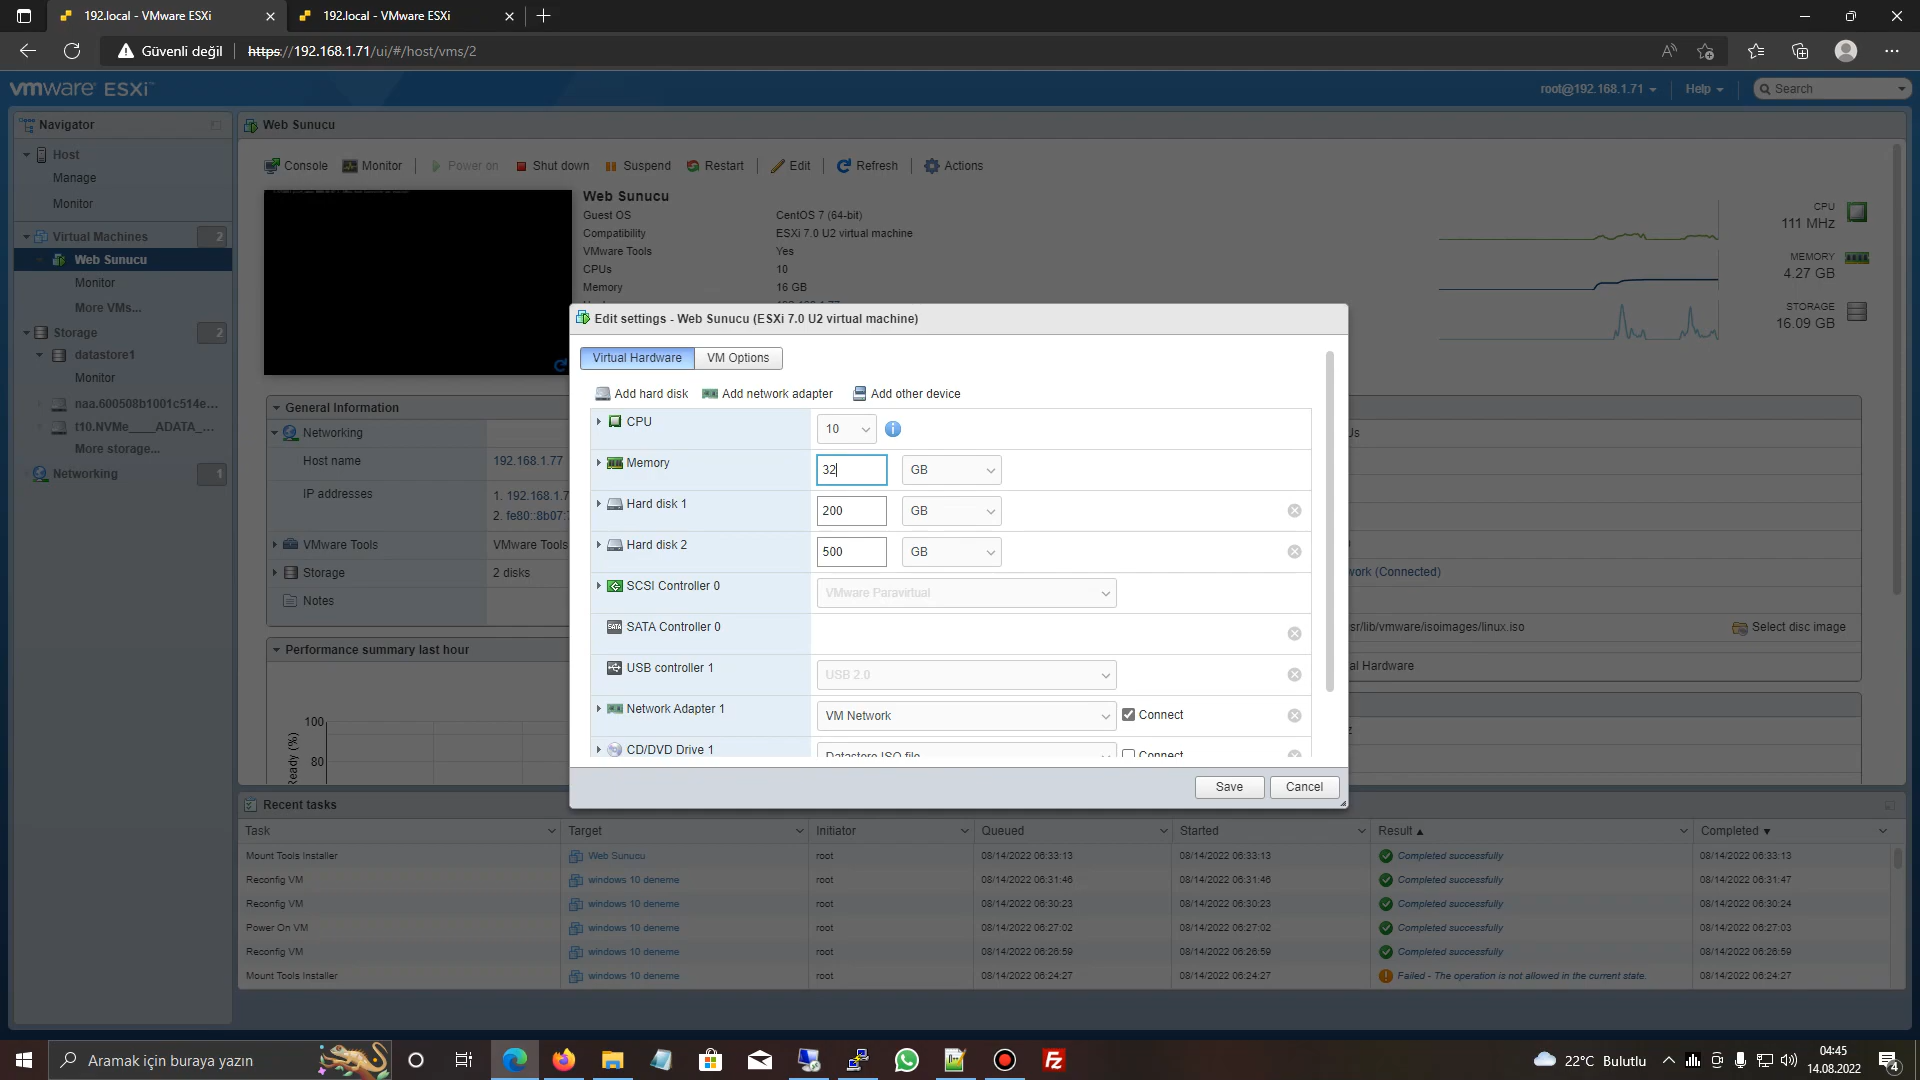 192.local - VMware ESXi
192.local - VMware ESXi
Güvenli değil
https://192.168.1.71/ui/#/host/vms/2
vmware ESXi
root@192.168.1.71
Help
Search
Navigator
Host
Manage
Monitor
Virtual Machines
2
Web Sunucu
Monitor
More VMs...
Storage
2
datastore1
Monitor
naa.600508b1001c514e...
t10.NVMe____ADATA_...
More storage...
Networking
1
Web Sunucu
Console
Monitor
Power on
Shut down
Suspend
Restart
Edit
Refresh
Actions
Web Sunucu
Guest OS CentOS 7 (64-bit)
Compatibility ESXi 7.0 U2 virtual machine
VMware Tools Yes
CPUs 10
Memory 16 GB
CPU
111 MHz
MEMORY
4.27 GB
STORAGE
16.09 GB
General Information
Networking
Host name 192.168.1.77
IP addresses 1. 192.168.1.7
2. fe80::8b07:7
VMware Tools VMware Tools
Storage 2 disks
Notes
Performance summary last hour
100
80
Ready (%)
work (Connected)
sr/lib/vmware/isoimages/linux.iso
Select disc image
al Hardware
Edit settings - Web Sunucu (ESXi 7.0 U2 virtual machine)
Virtual Hardware
VM Options
Add hard disk
Add network adapter
Add other device
CPU 10
Memory 32 GB
Hard disk 1 200 GB
Hard disk 2 500 GB
SCSI Controller 0 VMware Paravirtual
SATA Controller 0
USB controller 1 USB 2.0
Network Adapter 1 VM Network Connect
CD/DVD Drive 1 Datastore ISO file Connect
Save
Cancel
Recent tasks
Task Target Initiator Queued Started Result Completed
Mount Tools Installer Web Sunucu root 08/14/2022 06:33:13 08/14/2022 06:33:13 Completed successfully 08/14/2022 06:33:13
Reconfig VM windows 10 deneme root 08/14/2022 06:31:46 08/14/2022 06:31:46 Completed successfully 08/14/2022 06:31:47
Reconfig VM windows 10 deneme root 08/14/2022 06:30:23 08/14/2022 06:30:23 Completed successfully 08/14/2022 06:30:24
Power On VM windows 10 deneme root 08/14/2022 06:27:02 08/14/2022 06:27:02 Completed successfully 08/14/2022 06:27:03
Reconfig VM windows 10 deneme root 08/14/2022 06:26:59 08/14/2022 06:26:59 Completed successfully 08/14/2022 06:26:59
Mount Tools Installer windows 10 deneme root 08/14/2022 06:24:27 08/14/2022 06:24:27 Failed - The operation is not allowed in the current state. 08/14/2022 06:24:27
Aramak için buraya yazın
22°C Bulutlu
04:45
14.08.2022
4